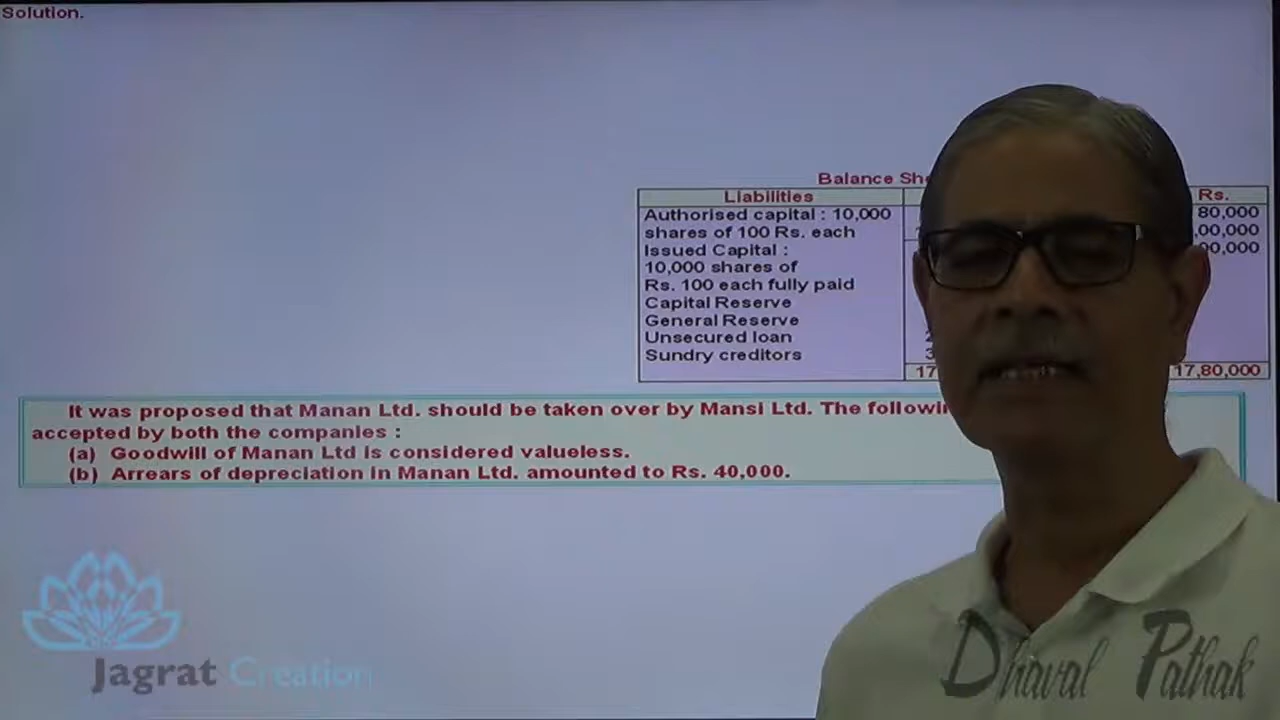 Solution.
Balance
Liabilities
Rs.
Authorised capital : 10,000
80,000
shares of 100 Rs. each
,00,000
Issued Capital :
00,000
10,000 shares of
Rs. 100 each fully paid
Capital Reserve
General Reserve
Unsecured loan
Sundry creditors
17
17,80,000
It was proposed that Manan Ltd. should be taken over by Mansi Ltd. The
accepted by both the companies :
(a) Goodwill of Manan Ltd is considered valueless.
(b) Arrears of depreciation in Manan Ltd. amounted to Rs. 40,000.
Jagrat Creation
Dhaval Pathak